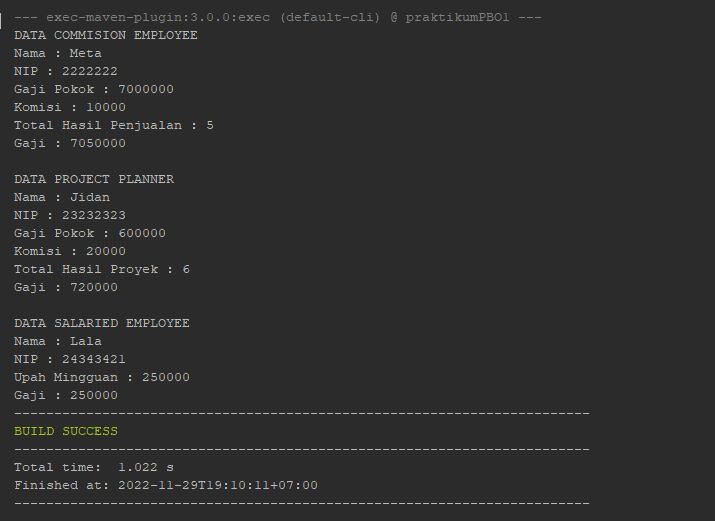 --- exec-maven-plugin:3.0.0:exec (default-cli) @ praktikumPBO1 ---
DATA COMMISION EMPLOYEE
Nama : Meta
NIP : 2222222
Gaji Pokok : 7000000
Komisi : 10000
Total Hasil Penjualan : 5
Gaji : 7050000
DATA PROJECT PLANNER
Nama : Jidan
NIP : 23232323
Gaji Pokok : 600000
Komisi : 20000
Total Hasil Proyek : 6
Gaji : 720000
DATA SALARIED EMPLOYEE
Nama : Lala
NIP : 24343421
Upah Mingguan : 250000
Gaji : 250000
------------------------------------------------------------------------
BUILD SUCCESS
------------------------------------------------------------------------
Total time:  1.022 s
Finished at: 2022-11-29T19:10:11+07:00
------------------------------------------------------------------------